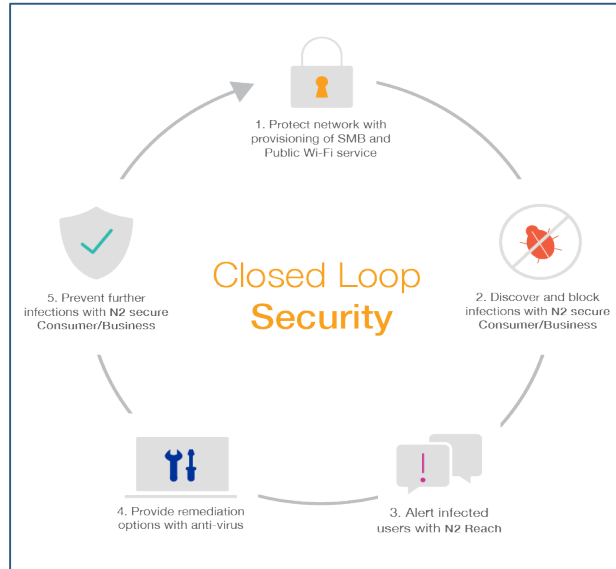 1. Protect network with
provisioning of SMB and
Public Wi-Fi service
2. Discover and block
infections with N2 secure
Consumer/Business
3. Alert infected
users with N2 Reach
4. Provide remediation
options with anti-virus
5. Prevent further
infections with N2 secure
Consumer/Business
Closed Loop
Security